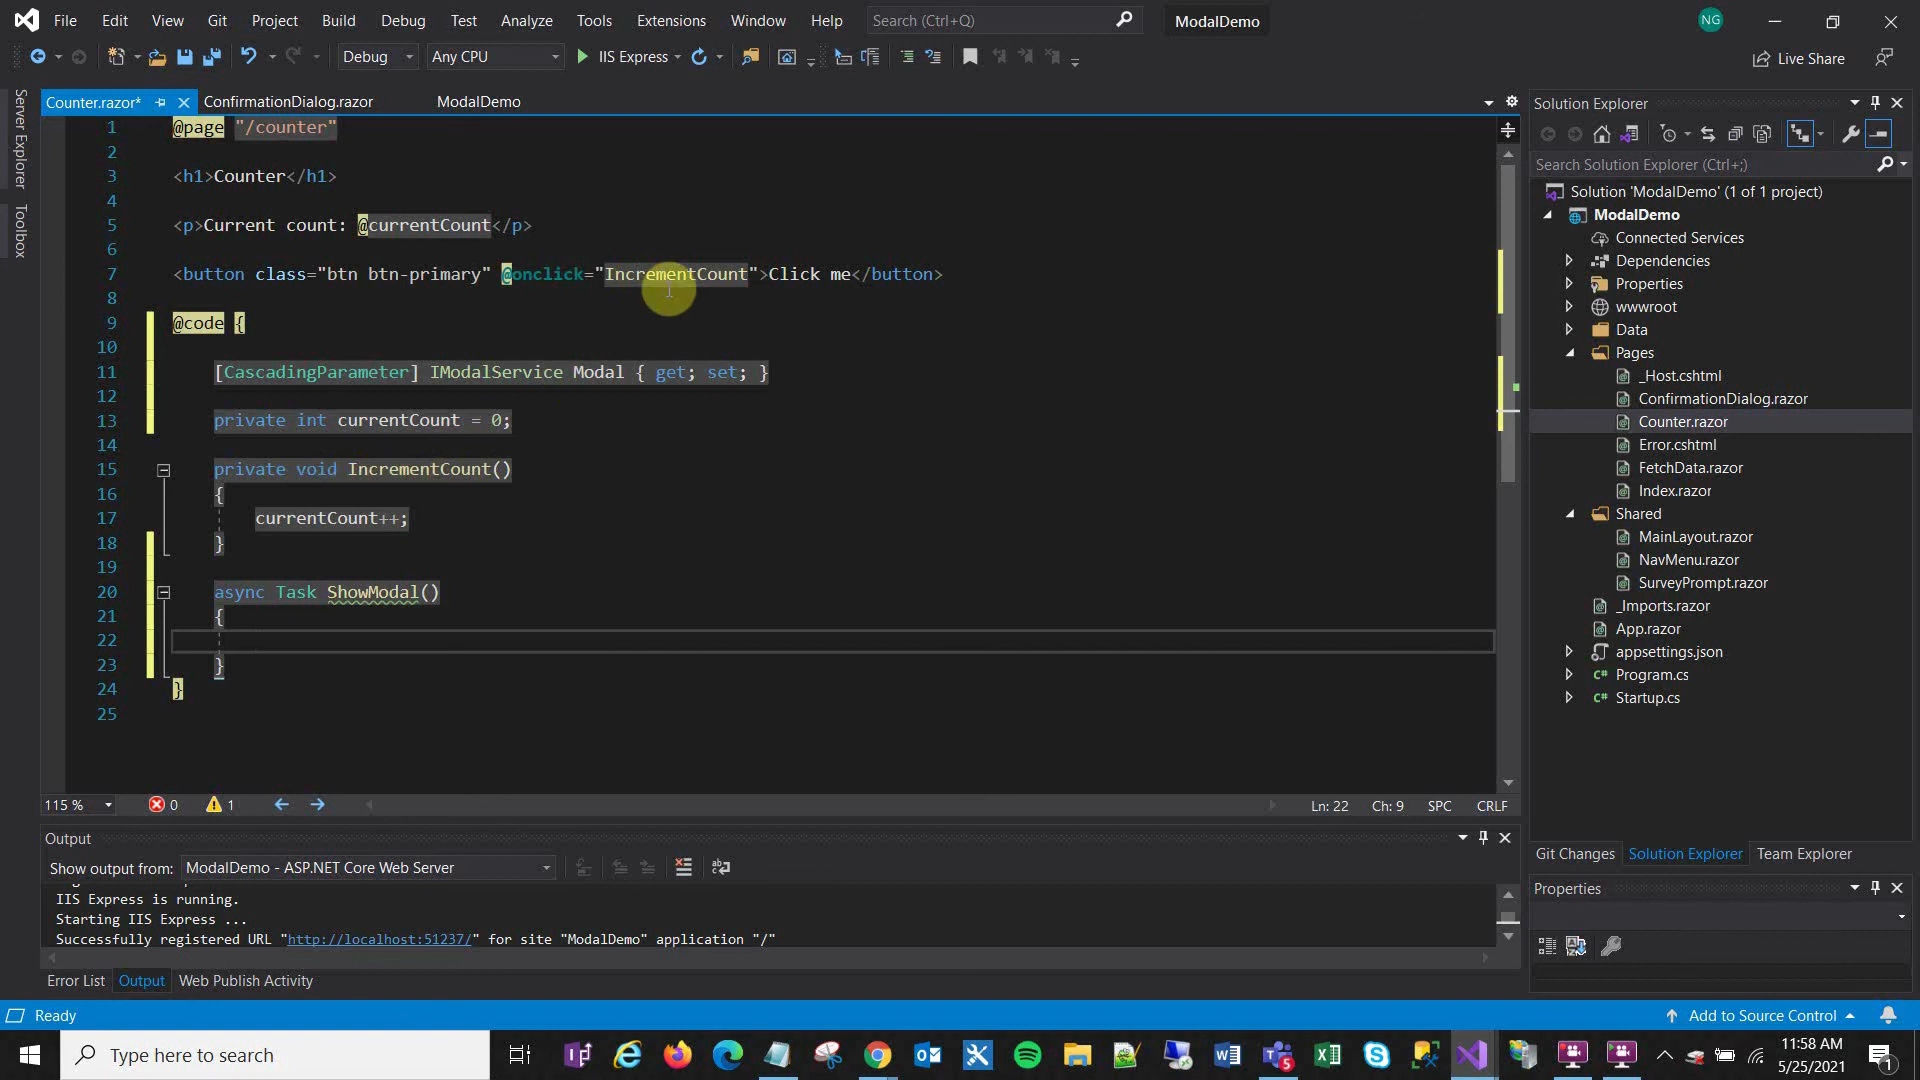 File Edit View Git Project Build Debug Test Analyze Tools Extensions Window Help Search (Ctrl+Q) ModalDemo NG
Debug Any CPU IIS Express Live Share
Server Explorer
Toolbox
Counter.razor* ConfirmationDialog.razor ModalDemo
1 @page "/counter"
2
3 <h1>Counter</h1>
4
5 <p>Current count: @currentCount</p>
6
7 <button class="btn btn-primary" @onclick="IncrementCount">Click me</button>
8
9 @code {
10
11 [CascadingParameter] IModalService Modal { get; set; }
12
13 private int currentCount = 0;
14
15 private void IncrementCount()
16 {
17 currentCount++;
18 }
19
20 async Task ShowModal()
21 {
22
23 }
24 }
25
115 % 0 1 Ln: 22 Ch: 9 SPC CRLF
Output
Show output from: ModalDemo - ASP.NET Core Web Server
IIS Express is running.
Starting IIS Express ...
Successfully registered URL "http://localhost:51237/" for site "ModalDemo" application "/"
Error List Output Web Publish Activity
Solution Explorer
Search Solution Explorer (Ctrl+;)
Solution 'ModalDemo' (1 of 1 project)
ModalDemo
Connected Services
Dependencies
Properties
wwwroot
Data
Pages
_Host.cshtml
ConfirmationDialog.razor
Counter.razor
Error.cshtml
FetchData.razor
Index.razor
Shared
MainLayout.razor
NavMenu.razor
SurveyPrompt.razor
_Imports.razor
App.razor
appsettings.json
C# Program.cs
C# Startup.cs
Git Changes Solution Explorer Team Explorer
Properties
Ready Add to Source Control
Type here to search
11:58 AM
5/25/2021